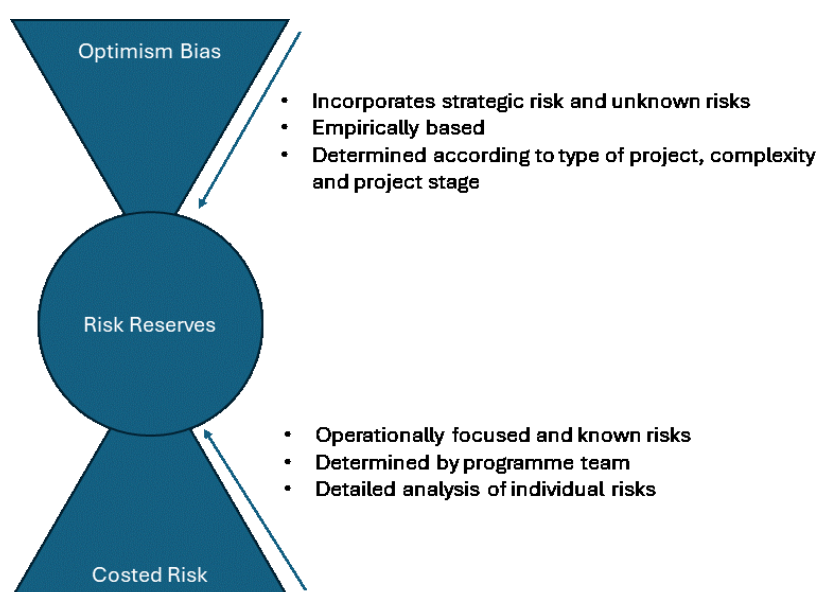 Optimism Bias
• Incorporates strategic risk and unknown risks
• Empirically based
• Determined according to type of project, complexity
and project stage
Risk Reserves
• Operationally focused and known risks
• Determined by programme team
• Detailed analysis of individual risks
Costed Risk